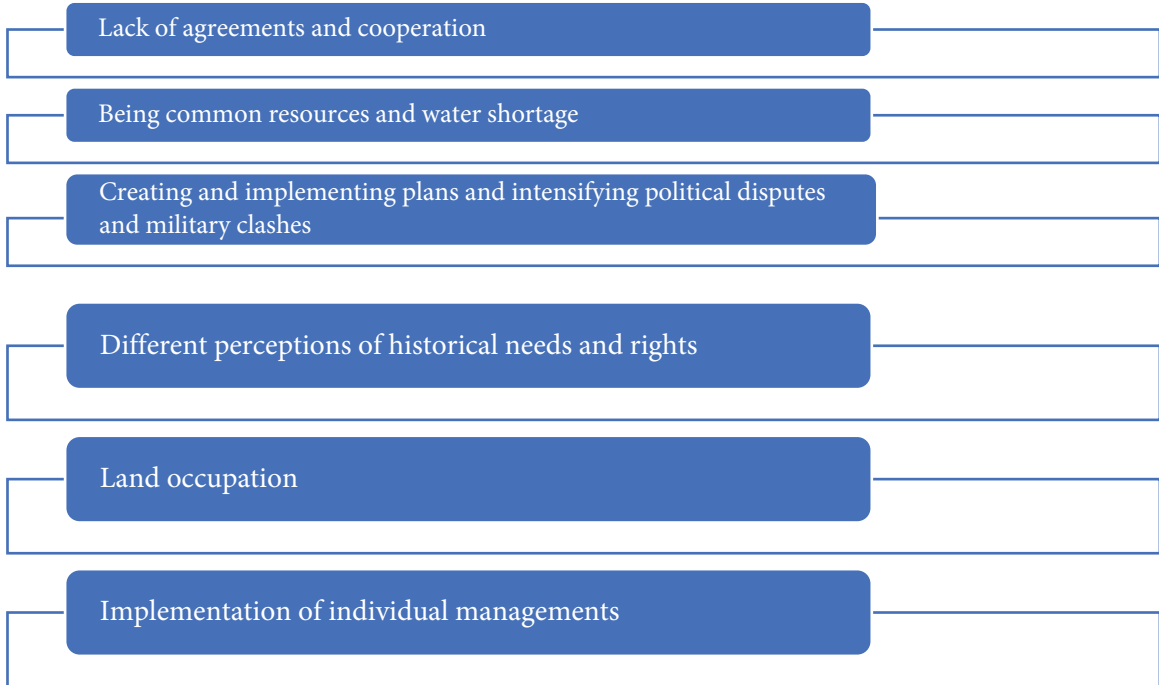 Lack of agreements and cooperation
Being common resources and water shortage
Creating and implementing plans and intensifying political disputes
and military clashes
Different perceptions of historical needs and rights
Land occupation
Implementation of individual managements